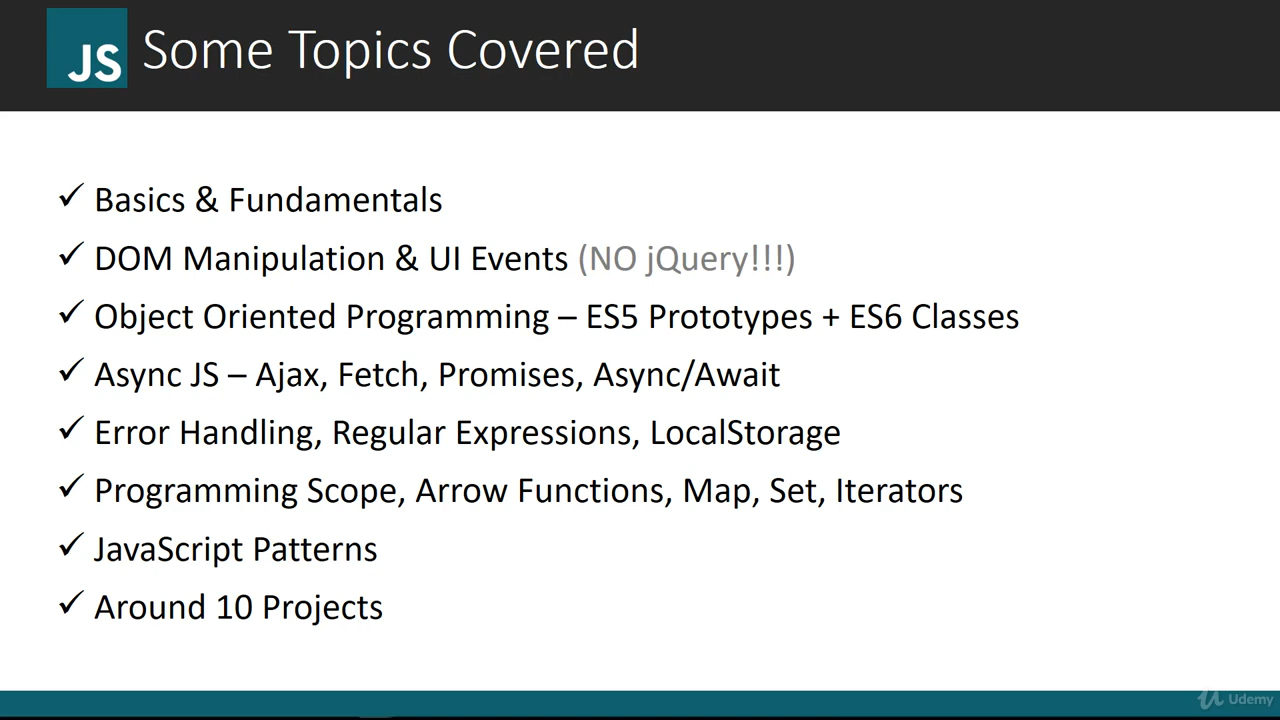 JS Some Topics Covered
✓ Basics & Fundamentals
✓ DOM Manipulation & UI Events (NO jQuery!!!)
✓ Object Oriented Programming – ES5 Prototypes + ES6 Classes
✓ Async JS – Ajax, Fetch, Promises, Async/Await
✓ Error Handling, Regular Expressions, LocalStorage
✓ Programming Scope, Arrow Functions, Map, Set, Iterators
✓ JavaScript Patterns
✓ Around 10 Projects
Udemy